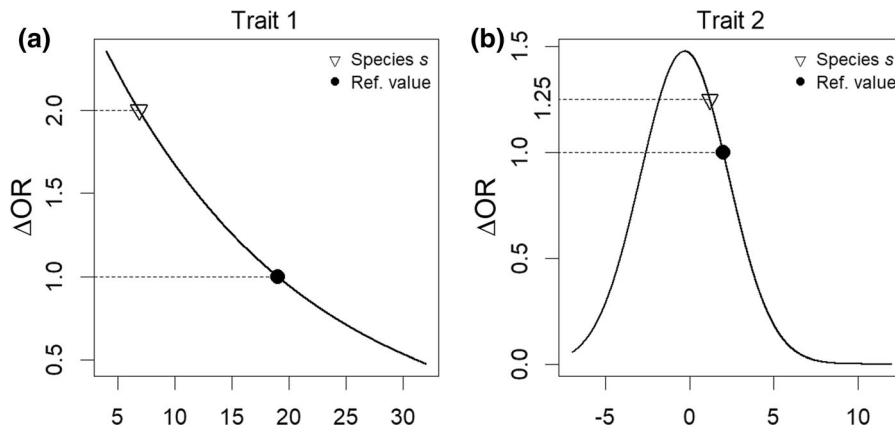 (a)
Trait 1
Species s
Ref. value
ΔOR
2.0
1.5
1.0
0.5
5 10 15 20 25 30
(b)
Trait 2
Species s
Ref. value
ΔOR
1.5
1.25
1.0
0.5
0.0
-5 0 5 10